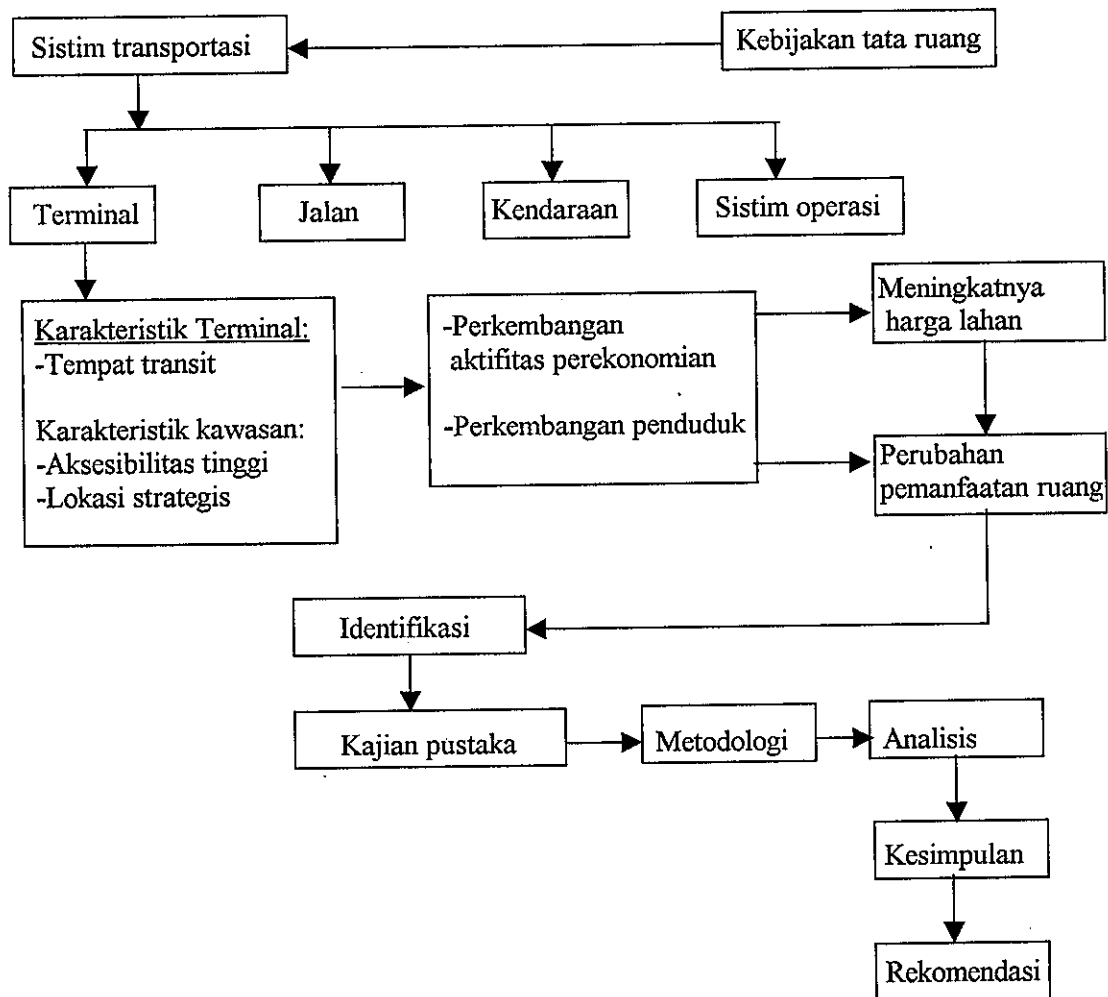 Sistim transportasi
Kebijakan tata ruang
Terminal
Jalan
Kendaraan
Sistim operasi
Karakteristik Terminal:
-Tempat transit
Karakteristik kawasan:
-Aksesibilitas tinggi
-Lokasi strategis
-Perkembangan
aktifitas perekonomian
-Perkembangan penduduk
Meningkatnya
harga lahan
Perubahan
pemanfaatan ruang
Identifikasi
Kajian pustaka
Metodologi
Analisis
Kesimpulan
Rekomendasi